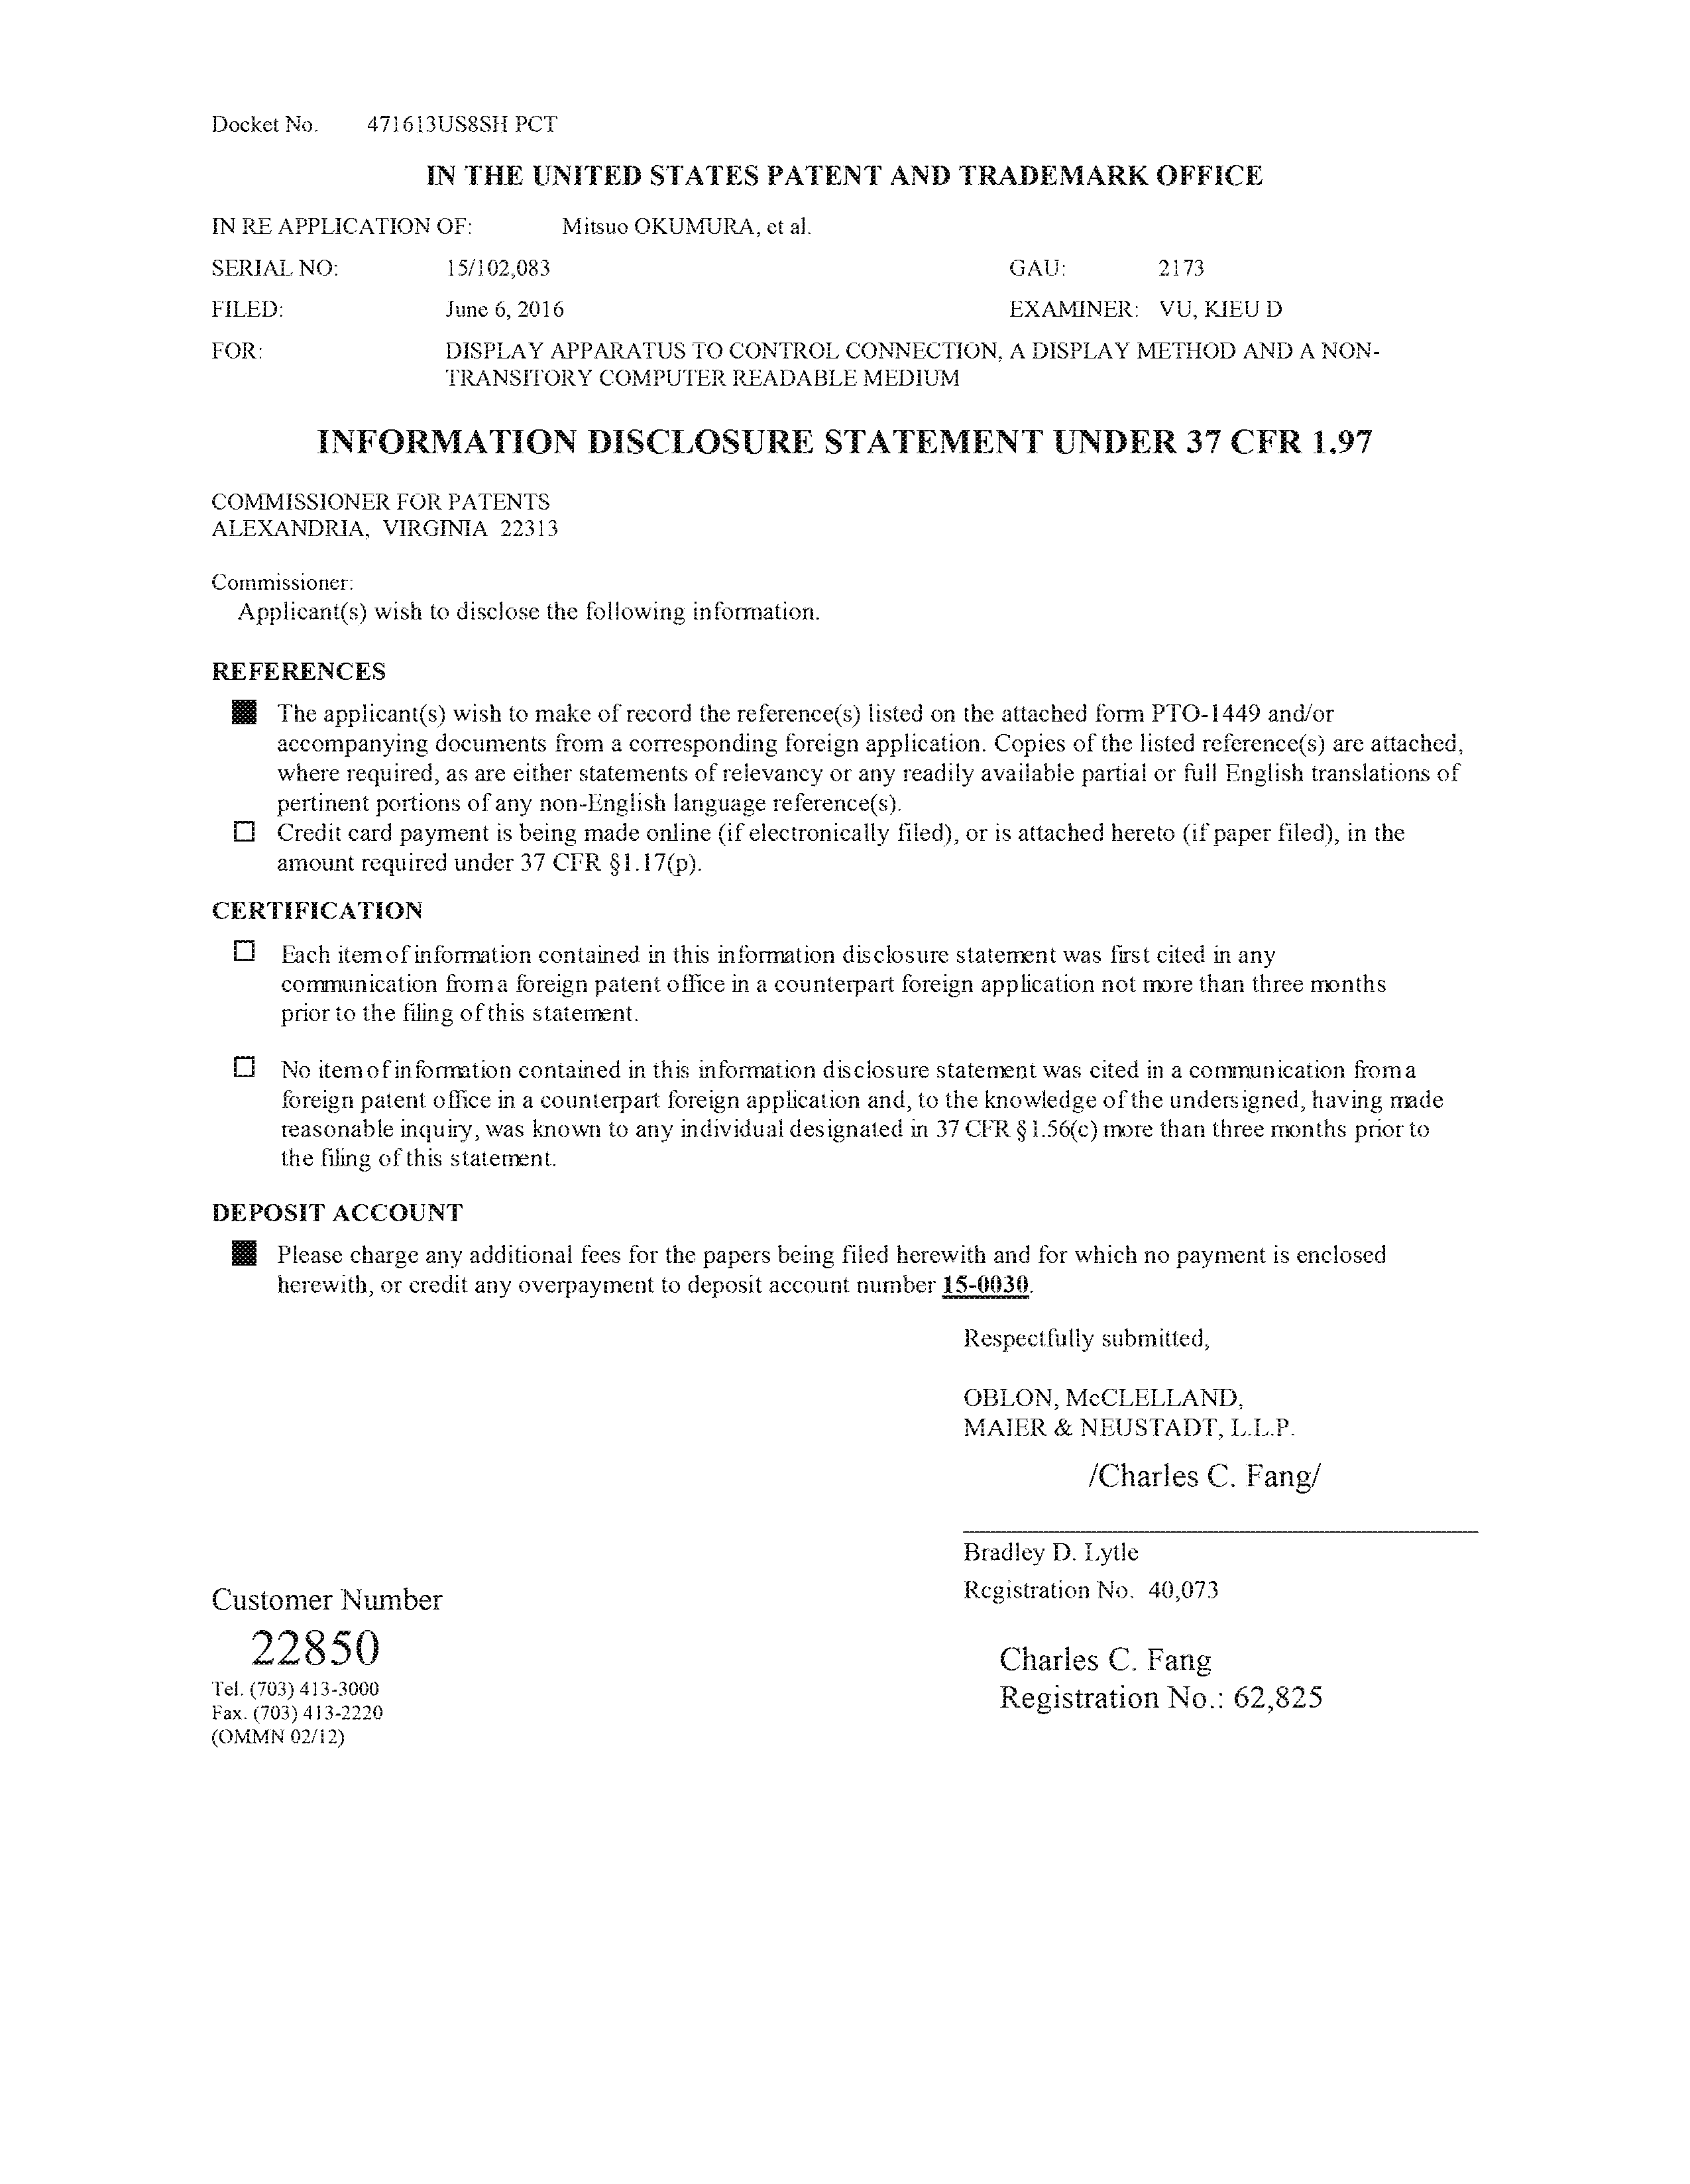 Docket No. 471613US8SH PCT
IN THE UNITED STATES PATENT AND TRADEMARK OFFICE
IN RE APPLICATION OF: Mitsuo OKUMURA, et al.
SERIAL NO: 15/102,083 GAU: 2173
FILED: June 6, 2016 EXAMINER: VU, KIEU D
FOR: DISPLAY APPARATUS TO CONTROL CONNECTION, A DISPLAY METHOD AND A NON-
TRANSITORY COMPUTER READABLE MEDIUM
INFORMATION DISCLOSURE STATEMENT UNDER 37 CFR 1.97
COMMISSIONER FOR PATENTS
ALEXANDRIA, VIRGINIA 22313
Commissioner:
Applicant(s) wish to disclose the following information.
REFERENCES
■ The applicant(s) wish to make of record the reference(s) listed on the attached form PTO-1449 and/or
accompanying documents from a corresponding foreign application. Copies of the listed reference(s) are attached,
where required, as are either statements of relevancy or any readily available partial or full English translations of
pertinent portions of any non-English language reference(s).
☐ Credit card payment is being made online (if electronically filed), or is attached hereto (if paper filed), in the
amount required under 37 CFR §1.17(p).
CERTIFICATION
☐ Each item of information contained in this information disclosure statement was first cited in any
communication from a foreign patent office in a counterpart foreign application not more than three months
prior to the filing of this statement.
☐ No item of information contained in this information disclosure statement was cited in a communication from a
foreign patent office in a counterpart foreign application and, to the knowledge of the undersigned, having made
reasonable inquiry, was known to any individual designated in 37 CFR § 1.56(c) more than three months prior to
the filing of this statement.
DEPOSIT ACCOUNT
■ Please charge any additional fees for the papers being filed herewith and for which no payment is enclosed
herewith, or credit any overpayment to deposit account number 15-0030.
Respectfully submitted,
OBLON, McCLELLAND,
MAIER & NEUSTADT, L.L.P.
/Charles C. Fang/
Bradley D. Lytle
Registration No. 40,073
Customer Number
22850
Tel. (703) 413-3000
Fax. (703) 413-2220
(OMMN 02/12)
Charles C. Fang
Registration No.: 62,825